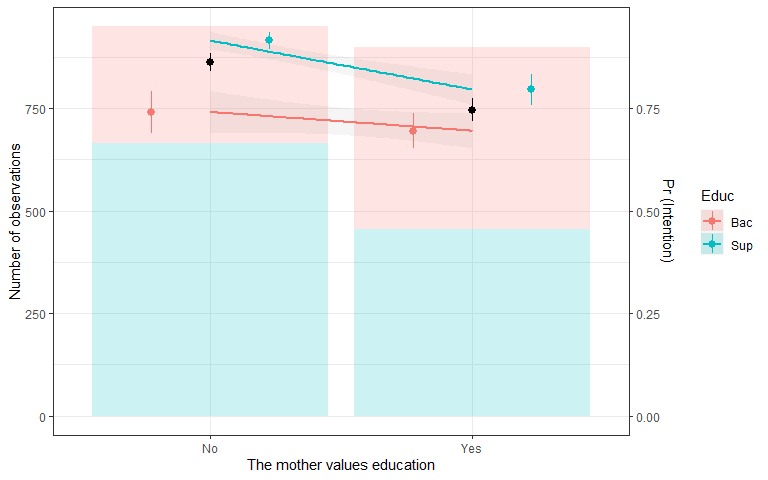 Number of observations
750
500
250
0
No
Yes
The mother values education
0.75
0.50
0.25
0.00
Pr (Intention)
Educ
Bac
Sup